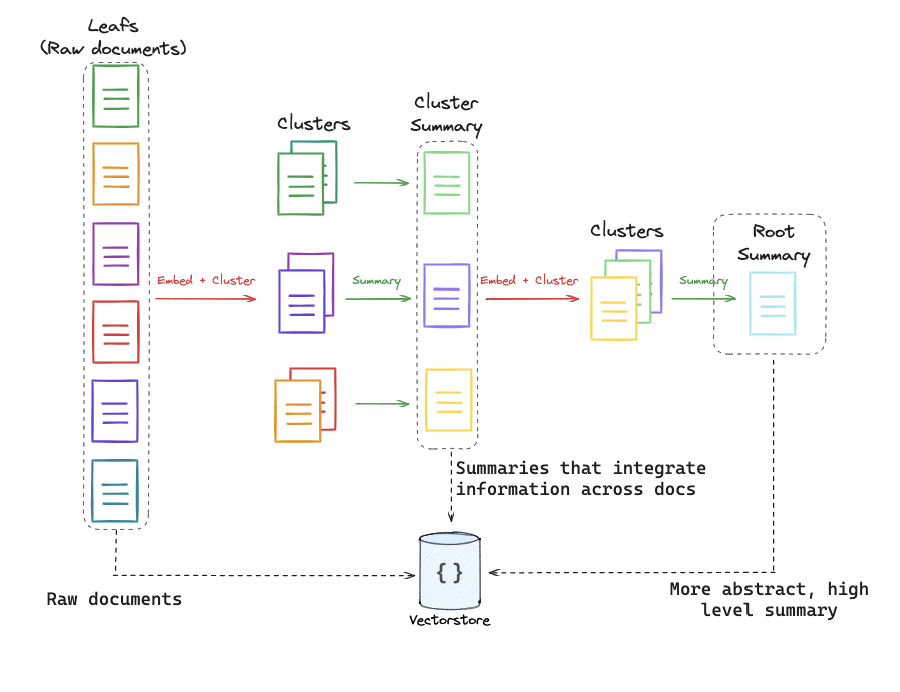 Leafs
(Raw documents)
Clusters
Cluster
Summary
Clusters
Root
Summary
Embed + Cluster
Summary
Embed + Cluster
Summary
Summaries that integrate
information across docs
{}
Vectorstore
Raw documents
More abstract, high
level summary